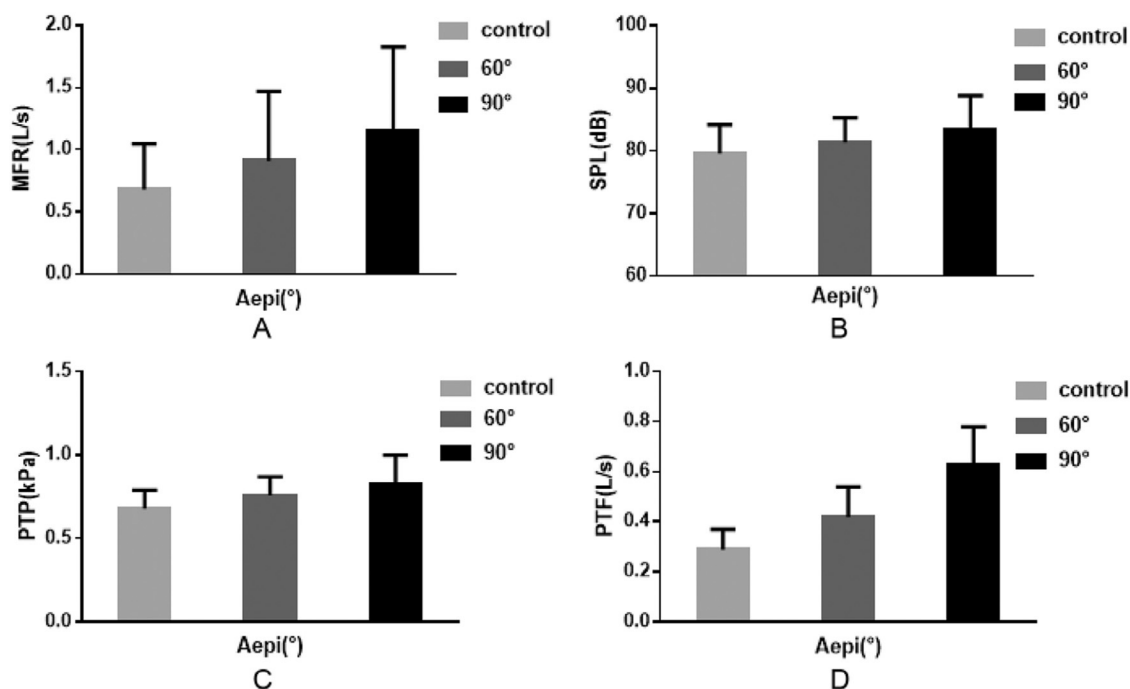 2.0
1.5
1.0
0.5
0.0
MFR(L/s)
control
60°
90°
Aepi(°)
A
100
90
80
70
60
SPL(dB)
control
60°
90°
Aepi(°)
B
1.5
1.0
0.5
0.0
PTP(kPa)
control
60°
90°
Aepi(°)
C
1.0
0.8
0.6
0.4
0.2
0.0
PTF(L/s)
control
60°
90°
Aepi(°)
D